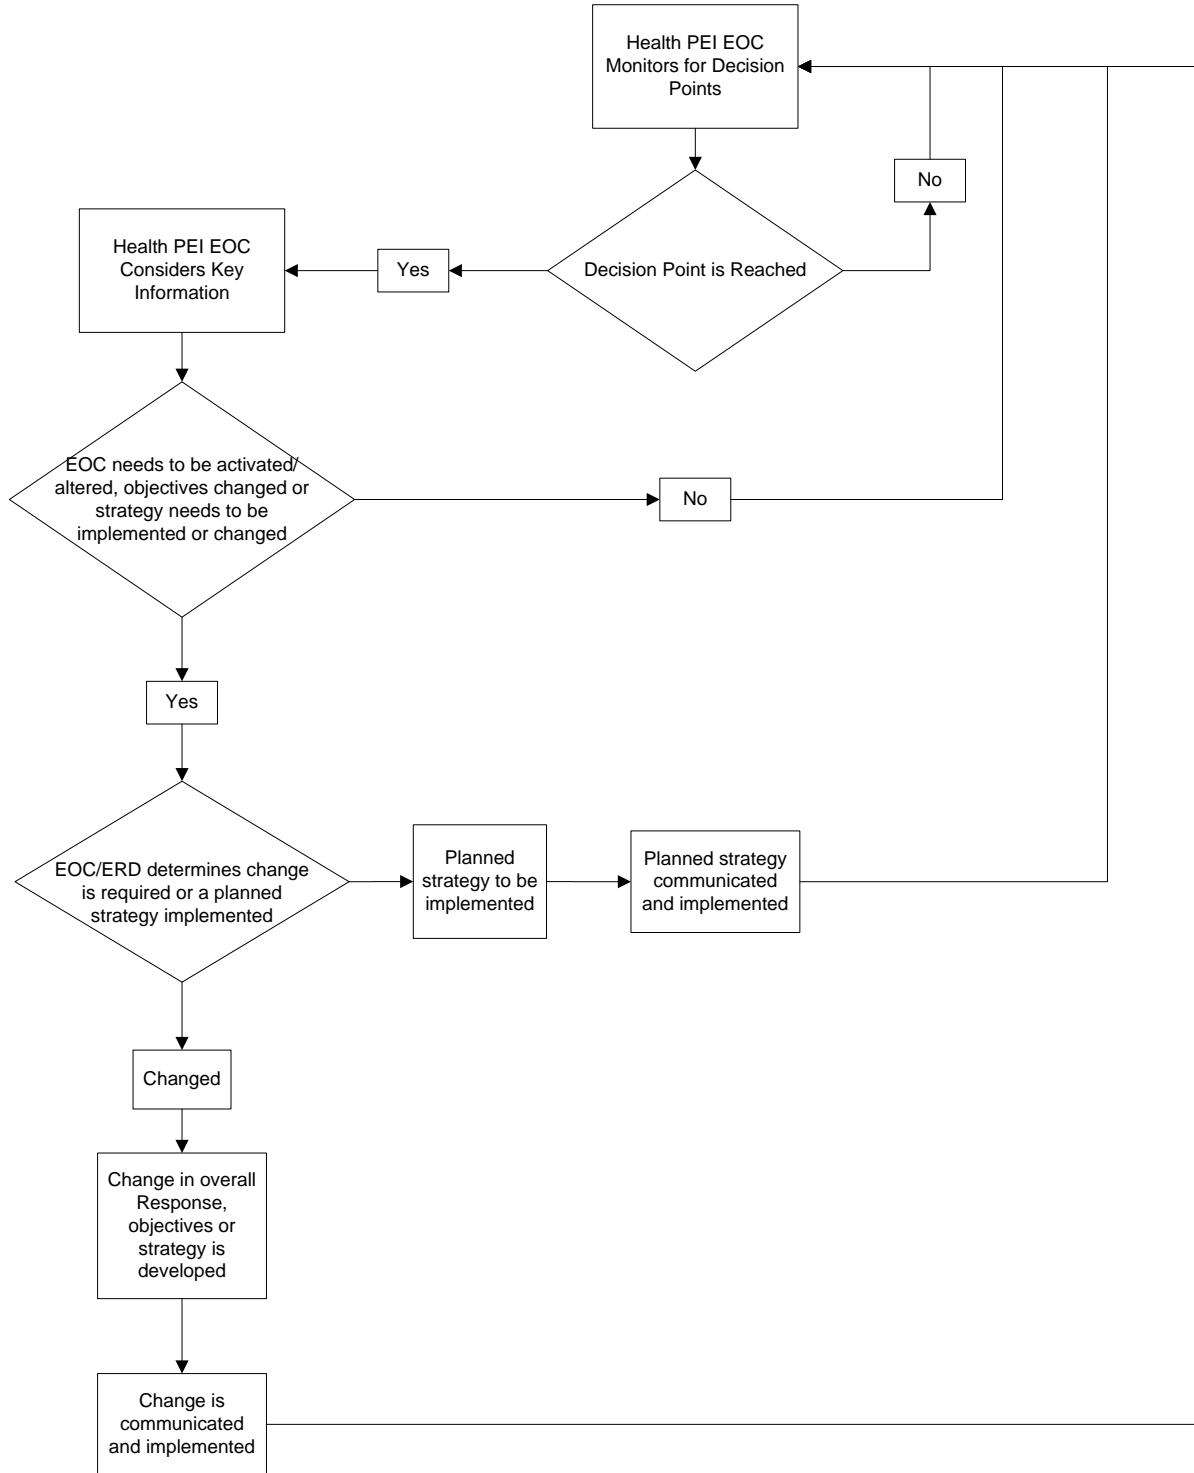 Health PEI EOC
Monitors for Decision
Points
No
Health PEI EOC
Considers Key
Information
Yes
Decision Point is Reached
EOC needs to be activated/
altered, objectives changed or
strategy needs to be
implemented or changed
No
Yes
EOC/ERD determines change
is required or a planned
strategy implemented
Planned
strategy to be
implemented
Planned strategy
communicated
and implemented
Changed
Change in overall
Response,
objectives or
strategy is
developed
Change is
communicated
and implemented